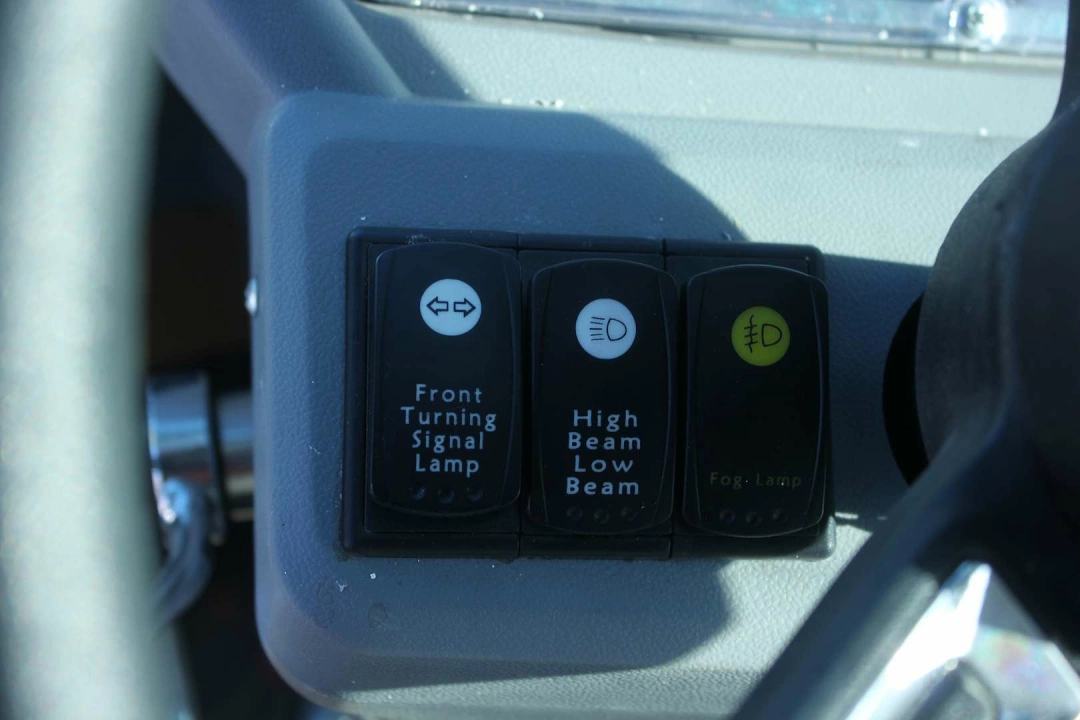 Front
Turning
Signal
Lamp
High
Beam
Low
Beam
Fog Lamp